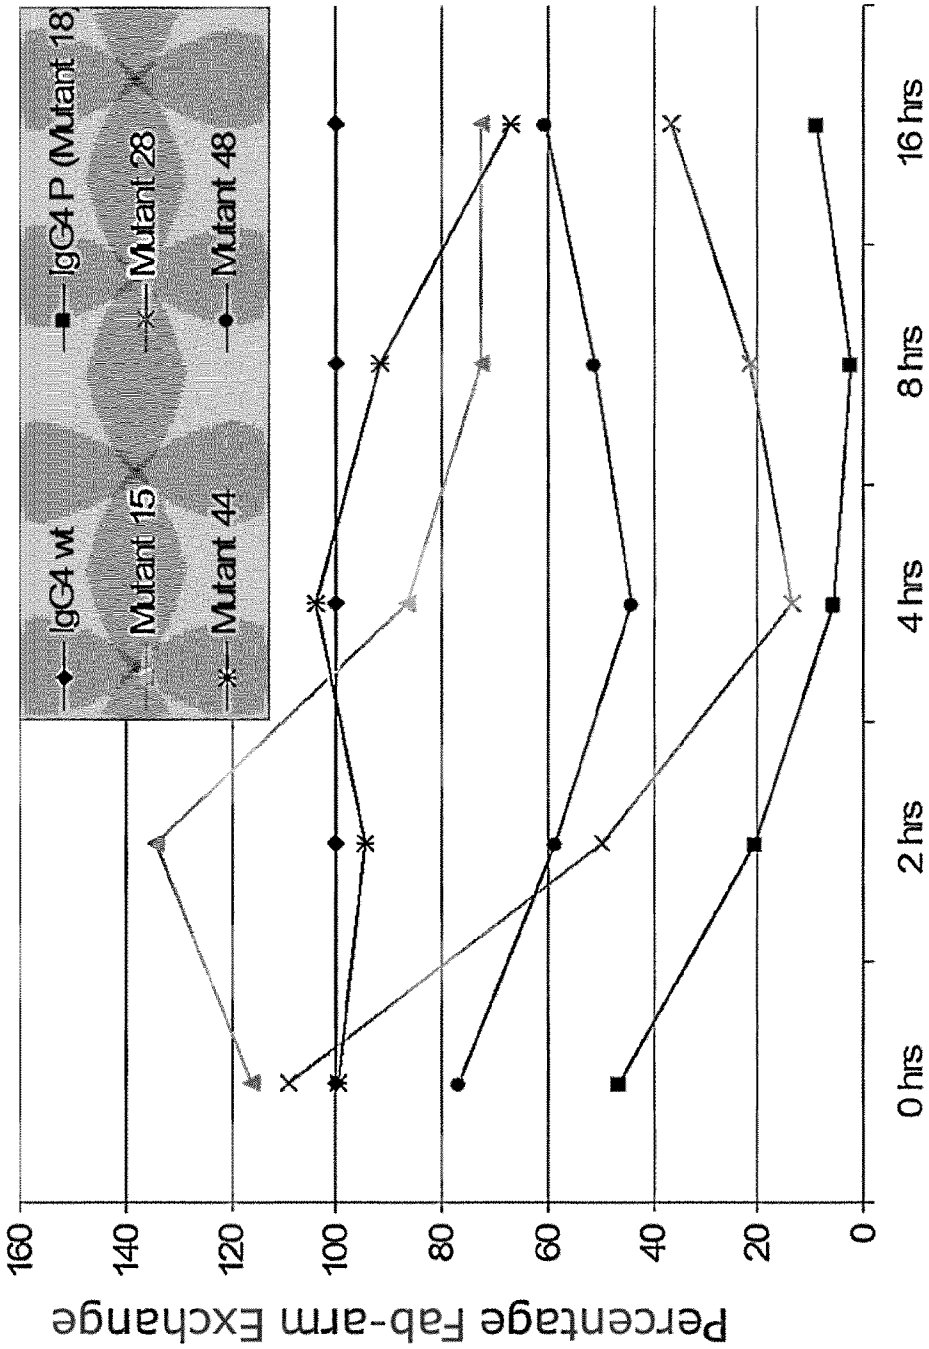 IgG4 wt
IgG4 P (Mutant 18)
Mutant 15
Mutant 28
Mutant 44
Mutant 48
160
140
120
100
80
60
40
20
0
Percentage Fab-arm Exchange
0 hrs
2 hrs
4 hrs
8 hrs
16 hrs